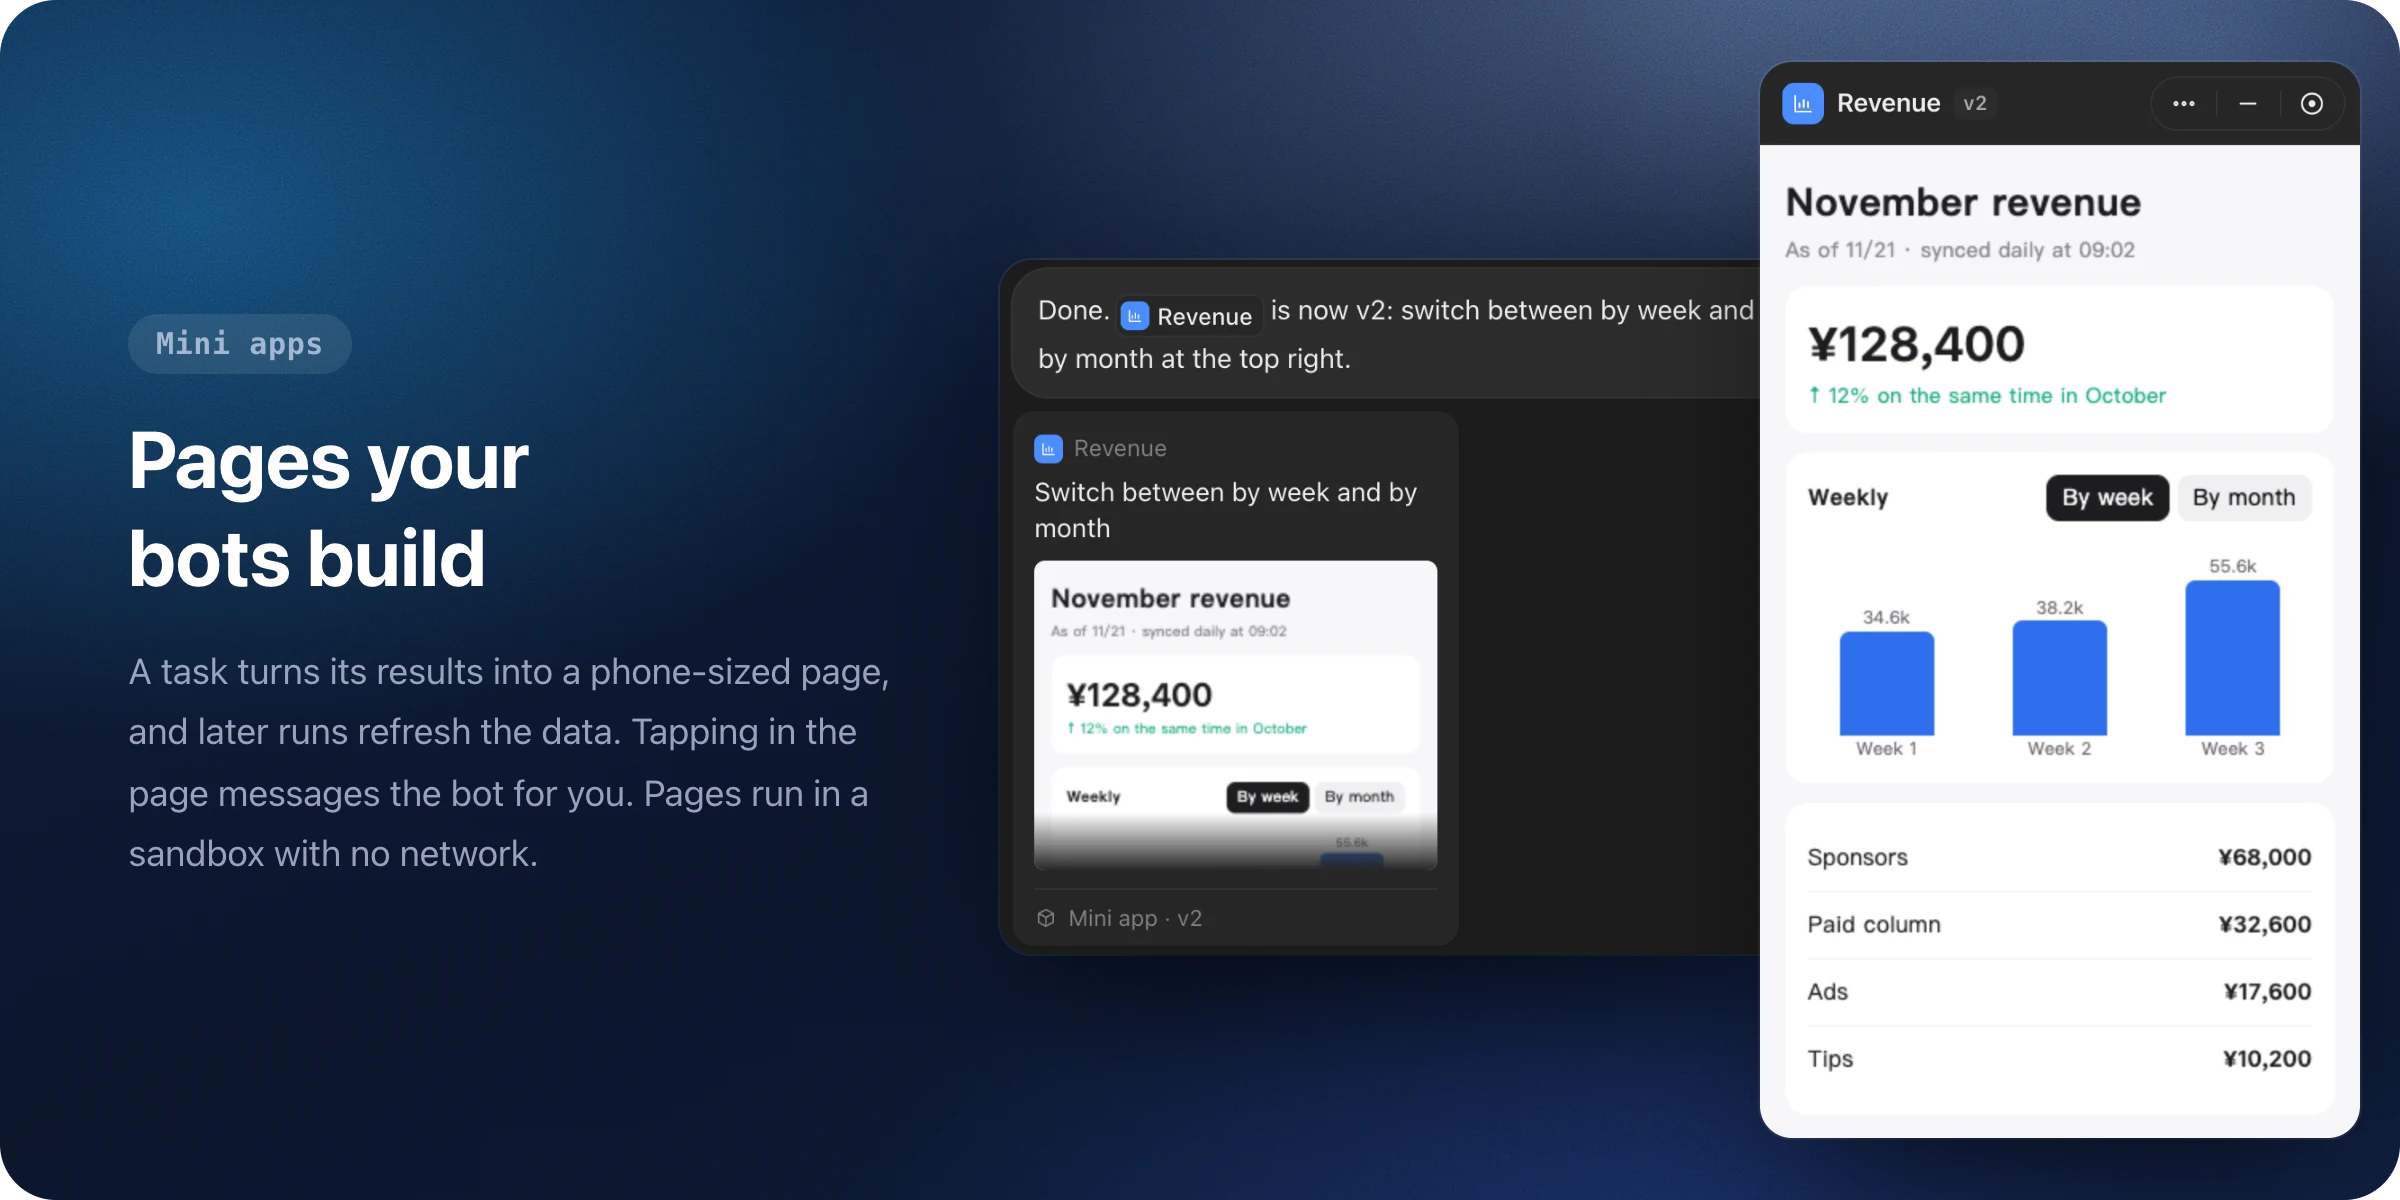 Mini apps
Pages your
bots build
A task turns its results into a phone-sized page,
and later runs refresh the data. Tapping in the
page messages the bot for you. Pages run in a
sandbox with no network.
Done. Revenue is now v2: switch between by week and
by month at the top right.
Revenue
Switch between by week and by
month
November revenue
As of 11/21 · synced daily at 09:02
¥128,400
↑ 12% on the same time in October
Weekly By week By month
55.6k
Mini app · v2
Revenue v2
November revenue
As of 11/21 · synced daily at 09:02
¥128,400
↑ 12% on the same time in October
Weekly By week By month
34.6k 38.2k 55.6k
Week 1 Week 2 Week 3
Sponsors ¥68,000
Paid column ¥32,600
Ads ¥17,600
Tips ¥10,200